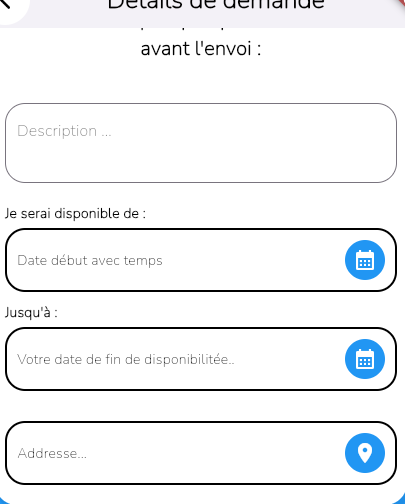 Détails de demande
avant l'envoi :
Description ...
Je serai disponible de :
Date début avec temps
Jusqu'à :
Votre date de fin de disponibilitée..
Addresse...